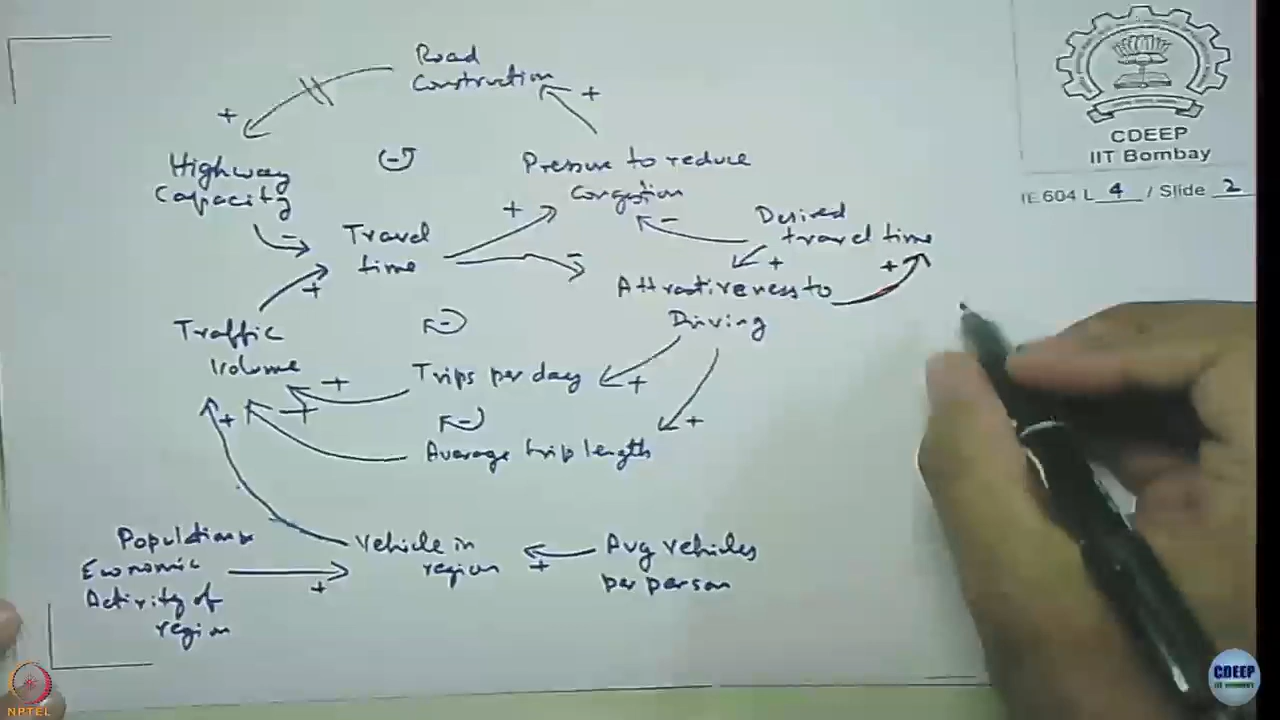 Road
Construction
+
+
Highway
Capacity
(-)
Pressure to reduce
Congestion
-
Travel
time
+
-
-
Desired
travel time
+
+
+
Attractiveness to
Driving
Traffic
Volume
(-)
Trips per day
+
+
+
+
+
(-)
Average trip length
Population &
Economic
Activity of
region
+
Vehicle in
region
+
Avg vehicles
per person
CDEEP
IIT Bombay
IE 604 L 4 / Slide 2
NPTEL
CDEEP
IIT BOMBAY